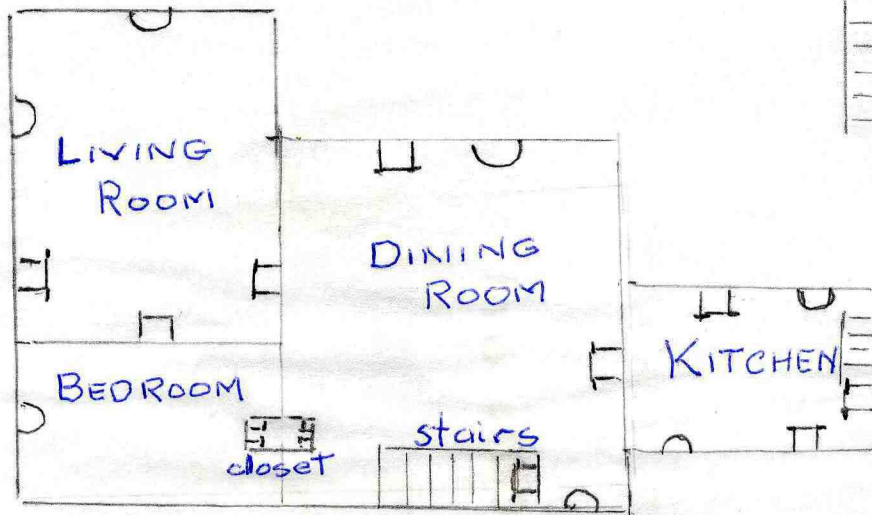 LIVING
ROOM
DINING
ROOM
KITCHEN
BEDROOM
stairs
closet